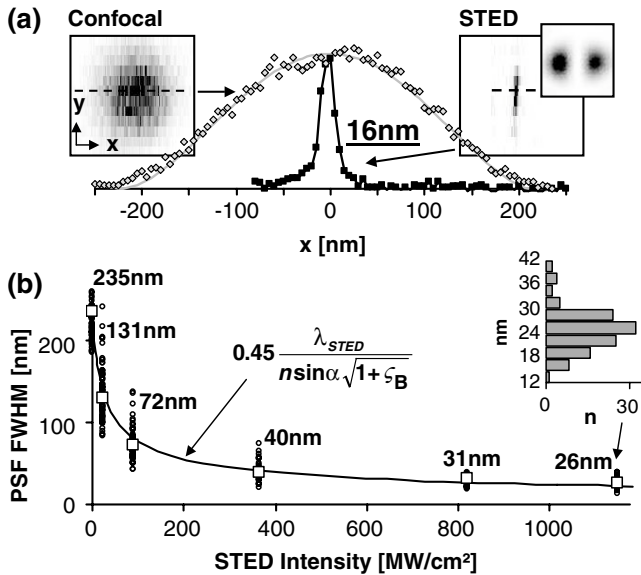 (a) Confocal STED
y
x
16nm
-200 -100 0 100 200
x [nm]
(b)
235nm
131nm
72nm
40nm
31nm
26nm
0.45 λSTED / n sinα √1+ςB
PSF FWHM [nm]
200
100
0
0 200 400 600 800 1000
STED Intensity [MW/cm²]
42
36
30
24
18
12
nm
0 30
n